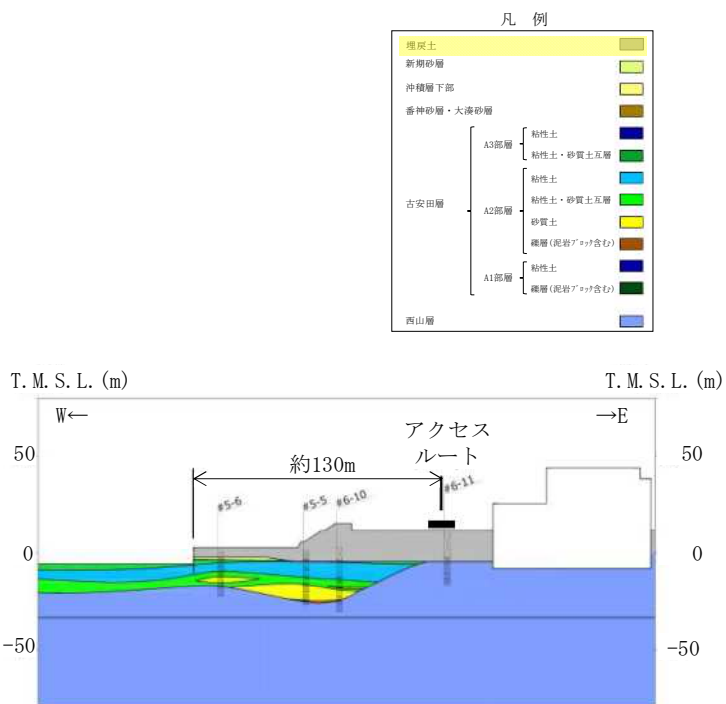 凡 例
埋戻土
新期砂層
沖積層下部
番神砂層・大湊砂層
古安田層
A3部層
粘性土
粘性土・砂質土互層
A2部層
粘性土
粘性土・砂質土互層
砂質土
礫層(泥岩ブロック含む)
A1部層
粘性土
礫層(泥岩ブロック含む)
西山層
T.M.S.L.(m)
T.M.S.L.(m)
W←
→E
アクセス
ルート
約130m
#5-6
#5-5
#6-10
#6-11
50
50
0
0
-50
-50